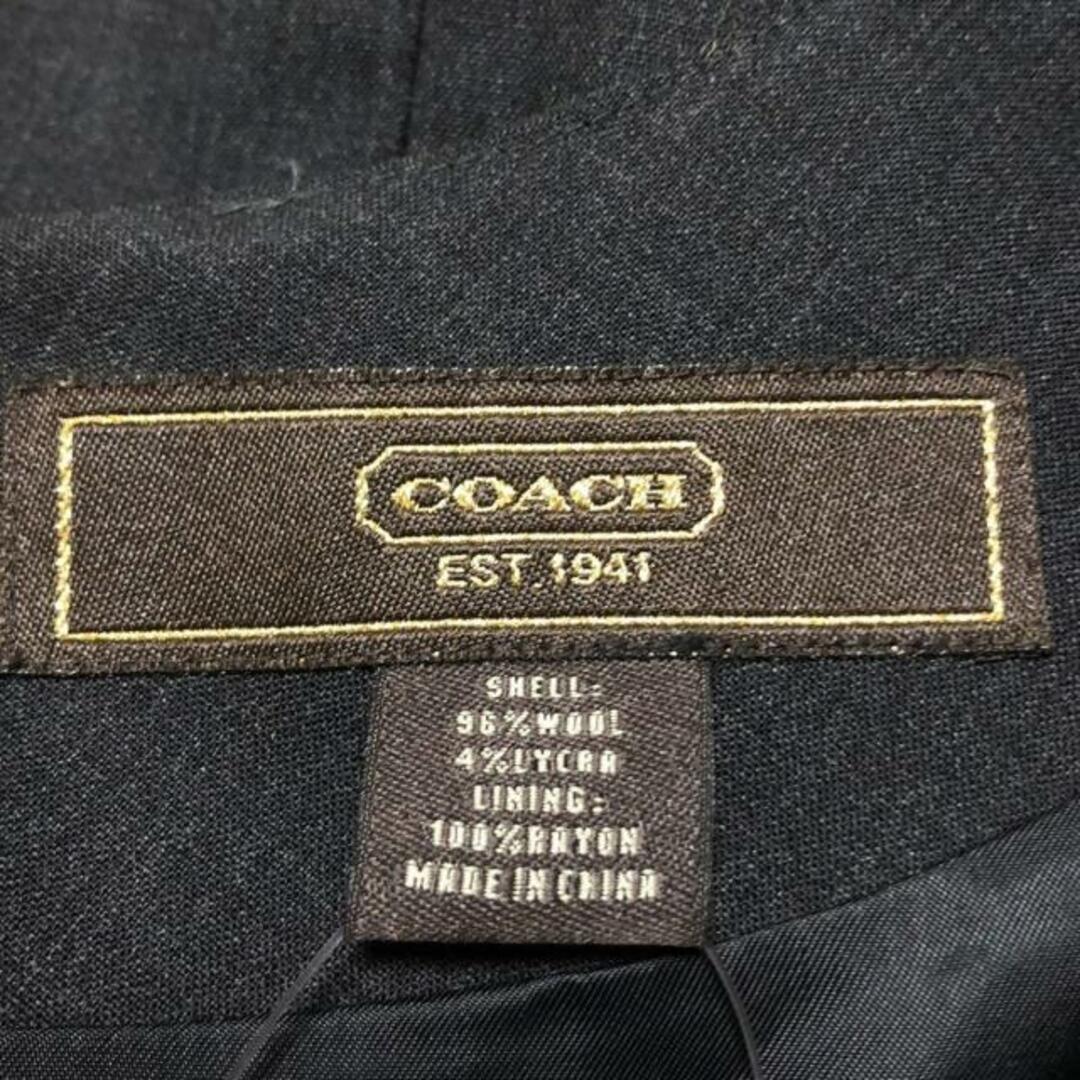 COACH
EST.1941
SHELL:
96%WOOL
4%LYCRA
LINING:
100%RAYON
MADE IN CHINA